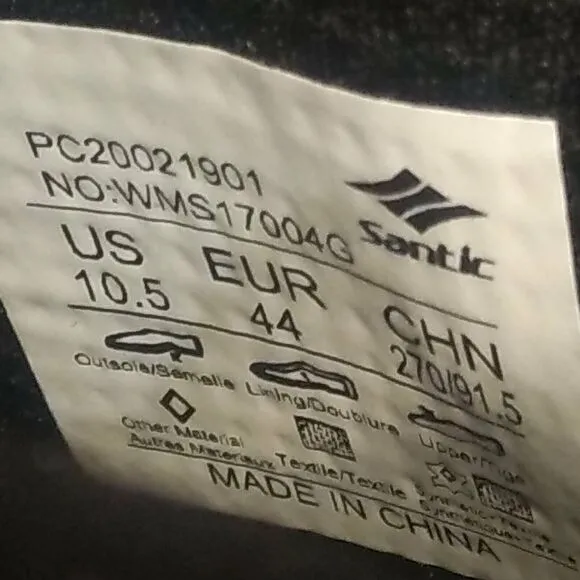 PC20021901
NO:WMS17004G
Santic
US EUR CHN
10.5 44 270/91.5
Outsole/Semelle Lining/Doublure Upper/Tige
Other Material Textile/Textile
Autres Materieux
MADE IN CHINA